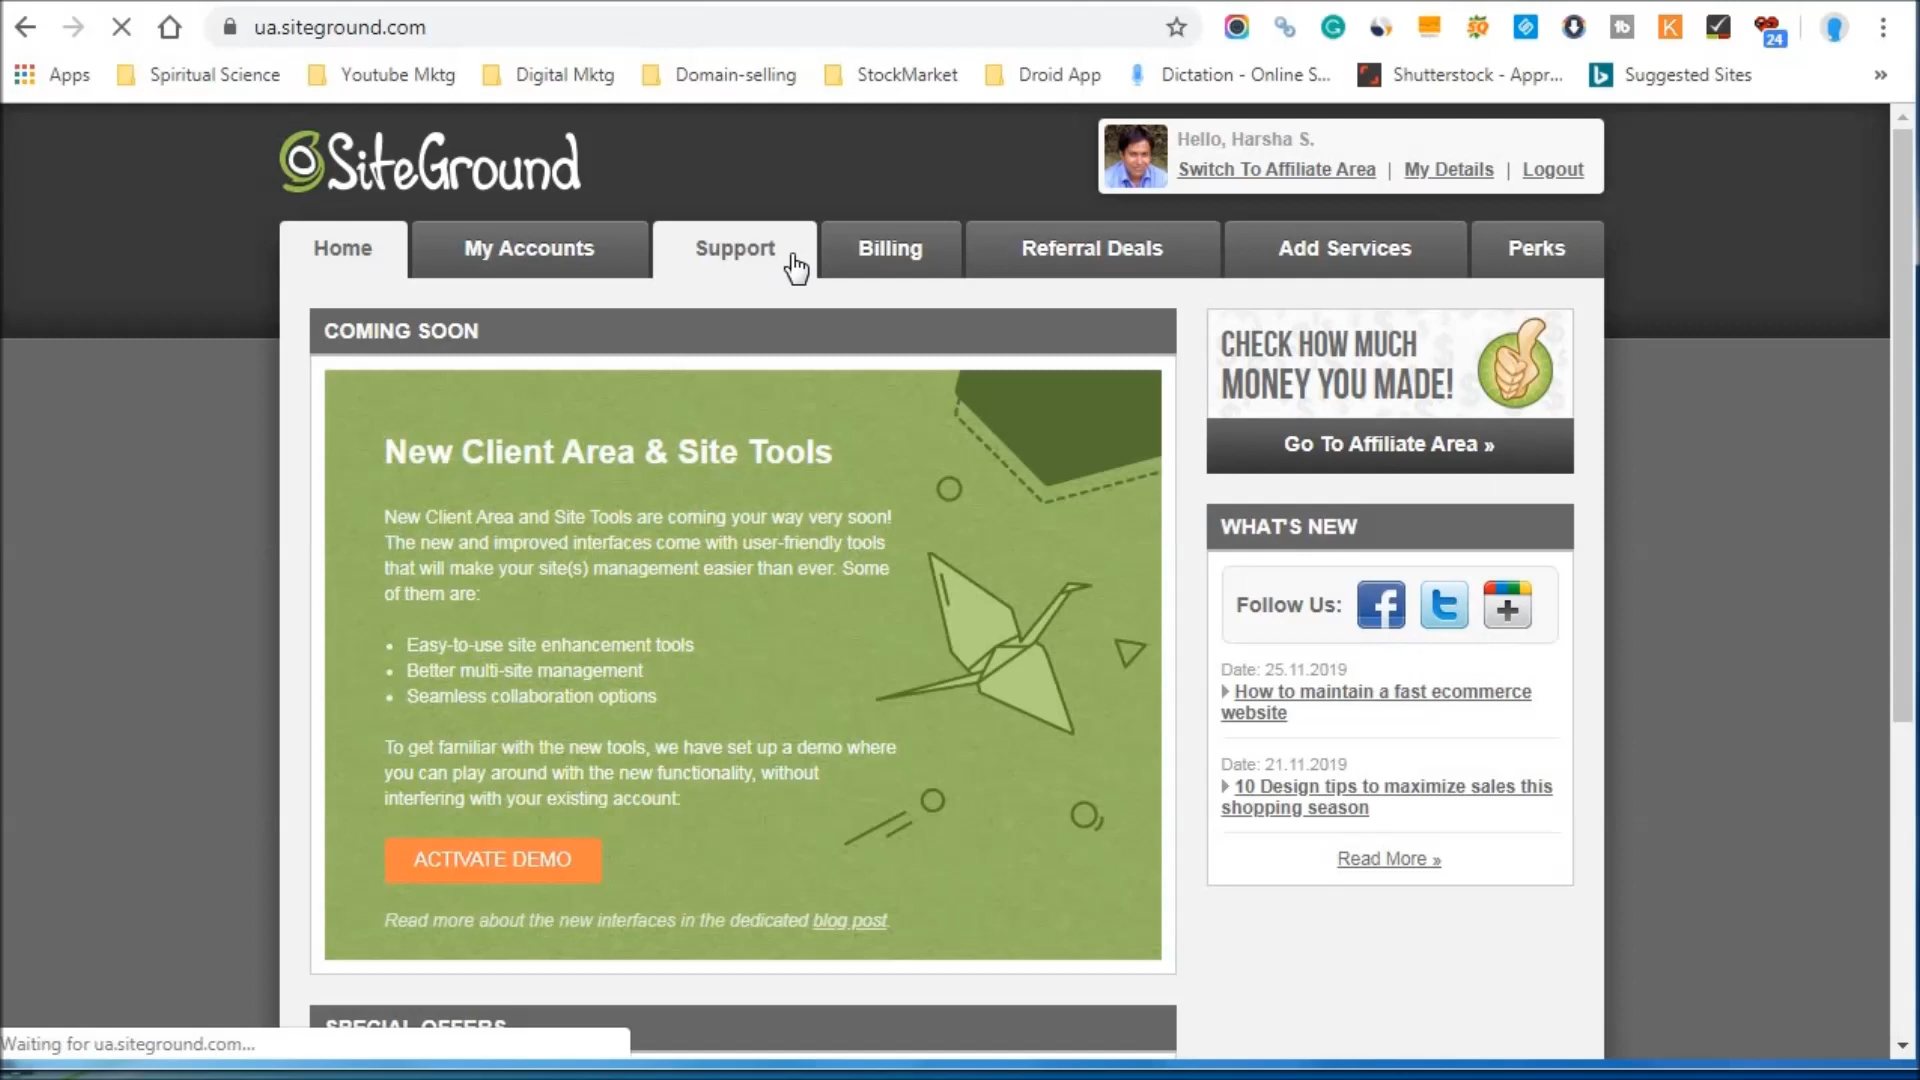 ua.siteground.com
24
Apps
Spiritual Science
Youtube Mktg
Digital Mktg
Domain-selling
StockMarket
Droid App
Dictation - Online S...
Shutterstock - Appr...
Suggested Sites
»
SiteGround
Hello, Harsha S.
Switch To Affiliate Area | My Details | Logout
Home
My Accounts
Support
Billing
Referral Deals
Add Services
Perks
COMING SOON
New Client Area & Site Tools
New Client Area and Site Tools are coming your way very soon!
The new and improved interfaces come with user-friendly tools
that will make your site(s) management easier than ever. Some
of them are:
• Easy-to-use site enhancement tools
• Better multi-site management
• Seamless collaboration options
To get familiar with the new tools, we have set up a demo where
you can play around with the new functionality, without
interfering with your existing account:
ACTIVATE DEMO
Read more about the new interfaces in the dedicated blog post.
SPECIAL OFFERS
CHECK HOW MUCH
MONEY YOU MADE!
Go To Affiliate Area »
WHAT'S NEW
Follow Us:
Date: 25.11.2019
How to maintain a fast ecommerce
website
Date: 21.11.2019
10 Design tips to maximize sales this
shopping season
Read More »
Waiting for ua.siteground.com...